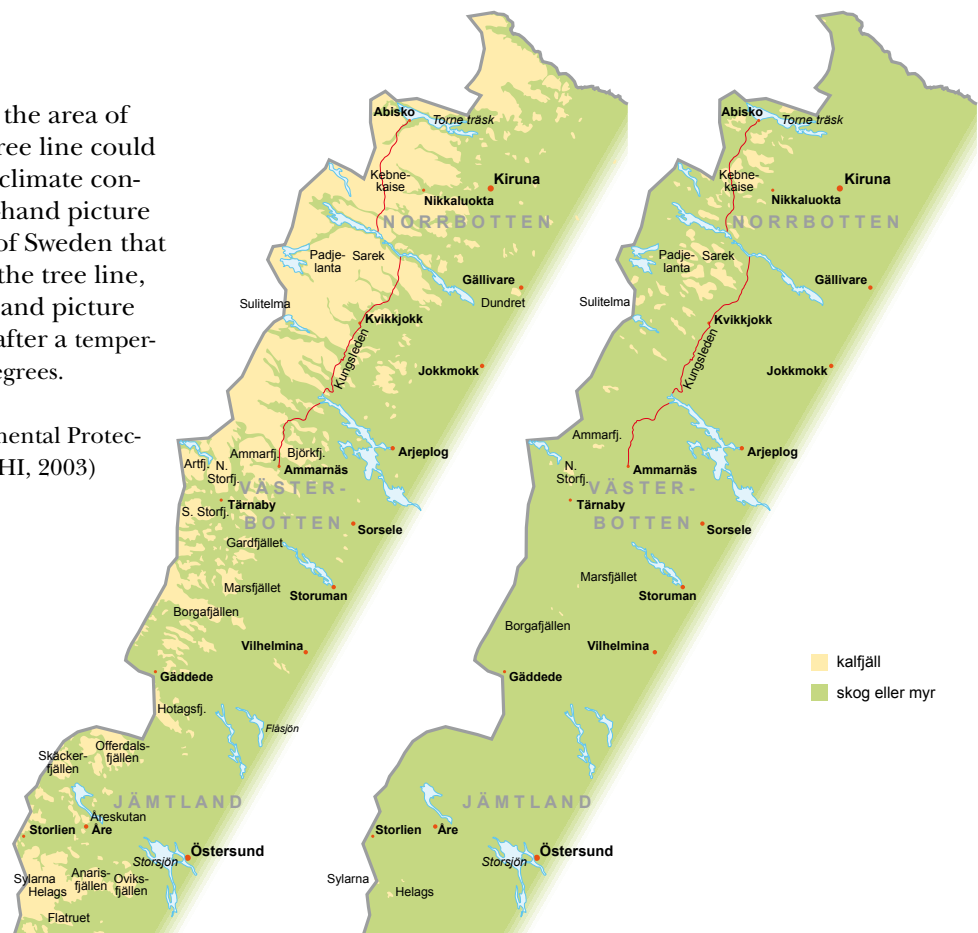 the area of
ree line could
climate con-
hand picture
of Sweden that
the tree line,
and picture
after a temper-
egrees.
mental Protec-
HI, 2003)
Abisko
Torne träsk
Kebne-
kaise
Kiruna
Nikkaluokta
NORRBOTTEN
Padje-
lanta
Sarek
Gällivare
Sulitelma
Dundret
Kvikkjokk
Kungsleden
Jokkmokk
Ammarfj.
Björkfj.
Arjeplog
Artfj.
N.
Storfj.
Ammarnäs
VÄSTER-
BOTTEN
Tärnaby
S. Storfj.
Sorsele
Gardfjället
Marsfjället
Storuman
Borgafjällen
Vilhelmina
Gäddede
Hotagsfj.
Flåsjön
Offerdals-
fjällen
Skäcker-
fjällen
JÄMTLAND
Åreskutan
Storlien
Åre
Östersund
Storsjön
Sylarna
Helags
Anaris-
fjällen
Oviks-
fjällen
Flatruet
Abisko
Torne träsk
Kebne-
kaise
Kiruna
Nikkaluokta
NORRBOTTEN
Padje-
lanta
Sarek
Gällivare
Sulitelma
Kvikkjokk
Kungsleden
Jokkmokk
Ammarfj.
Arjeplog
N.
Storfj.
Ammarnäs
VÄSTER-
BOTTEN
Tärnaby
Sorsele
Marsfjället
Storuman
Borgafjällen
Vilhelmina
Gäddede
kalfjäll
skog eller myr
JÄMTLAND
Storlien
Åre
Östersund
Storsjön
Sylarna
Helags